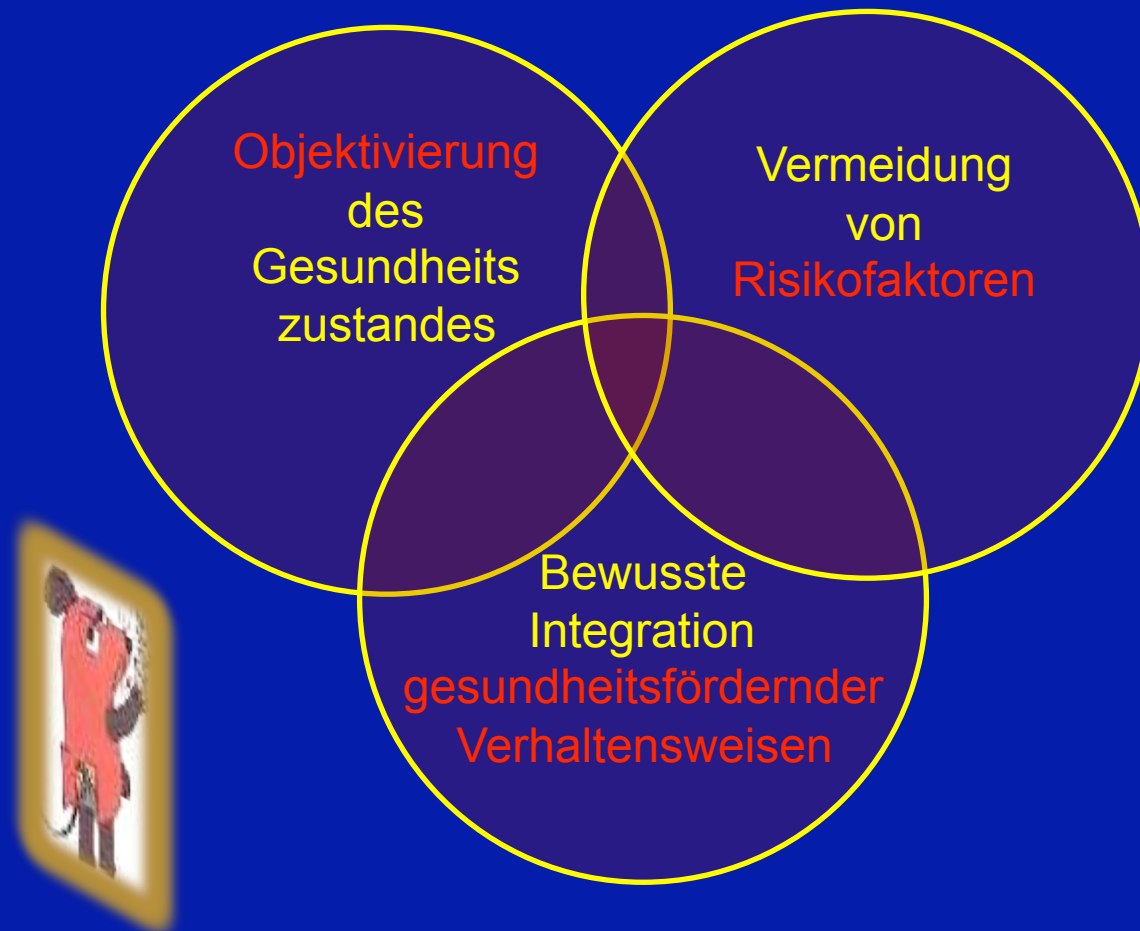 Objektivierung
des
Gesundheits
zustandes
Vermeidung
von
Risikofaktoren
Bewusste
Integration
gesundheitsfördernder
Verhaltensweisen